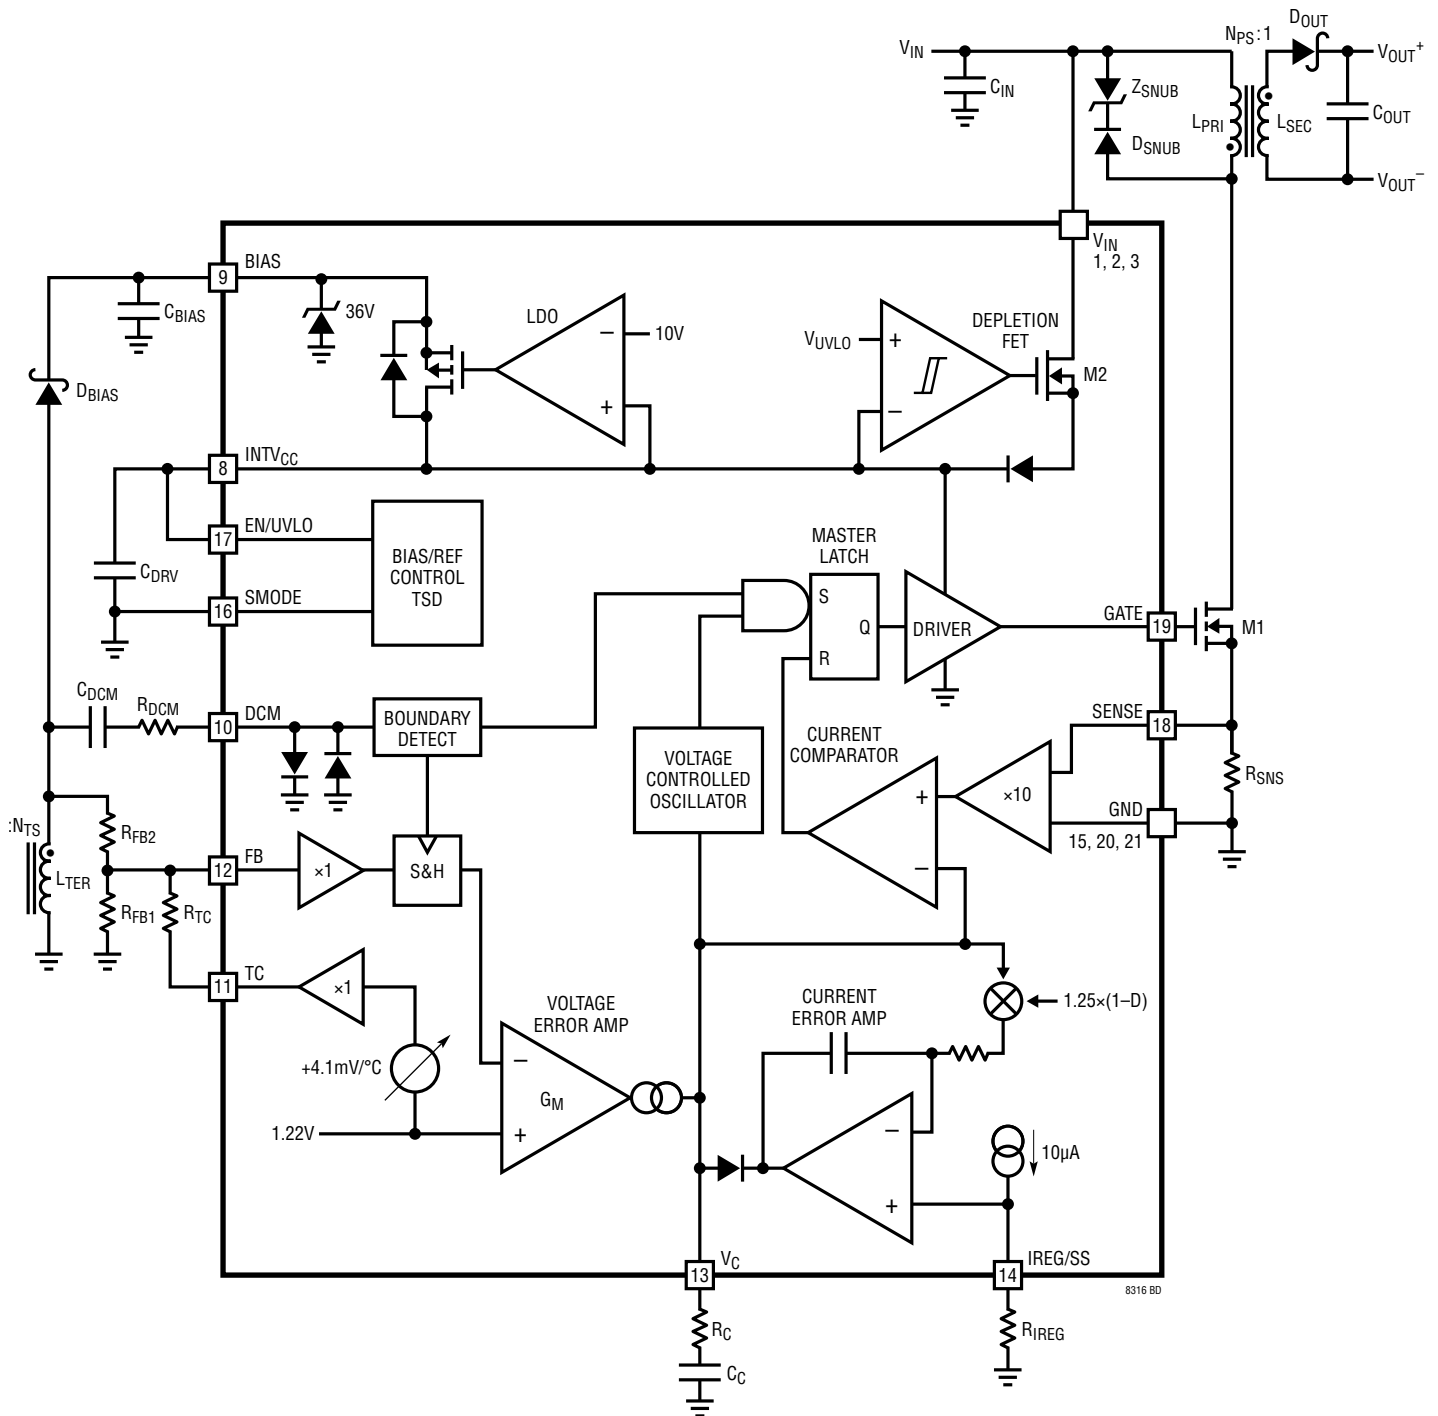 VIN
CIN
ZSNUB
DSNUB
NPS:1
LPRI
LSEC
DOUT
VOUT+
COUT
VOUT−
VIN
1, 2, 3
9
BIAS
CBIAS
36V
LDO
−
10V
+
VUVLO
+
−
DEPLETION
FET
M2
DBIAS
8
INTVCC
17
EN/UVLO
BIAS/REF
CONTROL
TSD
CDRV
16
SMODE
MASTER
LATCH
S
Q
R
DRIVER
GATE
19
M1
CDCM
RDCM
10
DCM
BOUNDARY
DETECT
VOLTAGE
CONTROLLED
OSCILLATOR
CURRENT
COMPARATOR
+
−
×10
SENSE
18
RSNS
GND
15, 20, 21
:NTS
LTER
RFB2
RFB1
RTC
12
FB
×1
S&H
11
TC
×1
+4.1mV/°C
1.22V
VOLTAGE
ERROR AMP
−
GM
+
CURRENT
ERROR AMP
1.25×(1–D)
−
+
10µA
13
VC
14
IREG/SS
8316 BD
RC
CC
RIREG